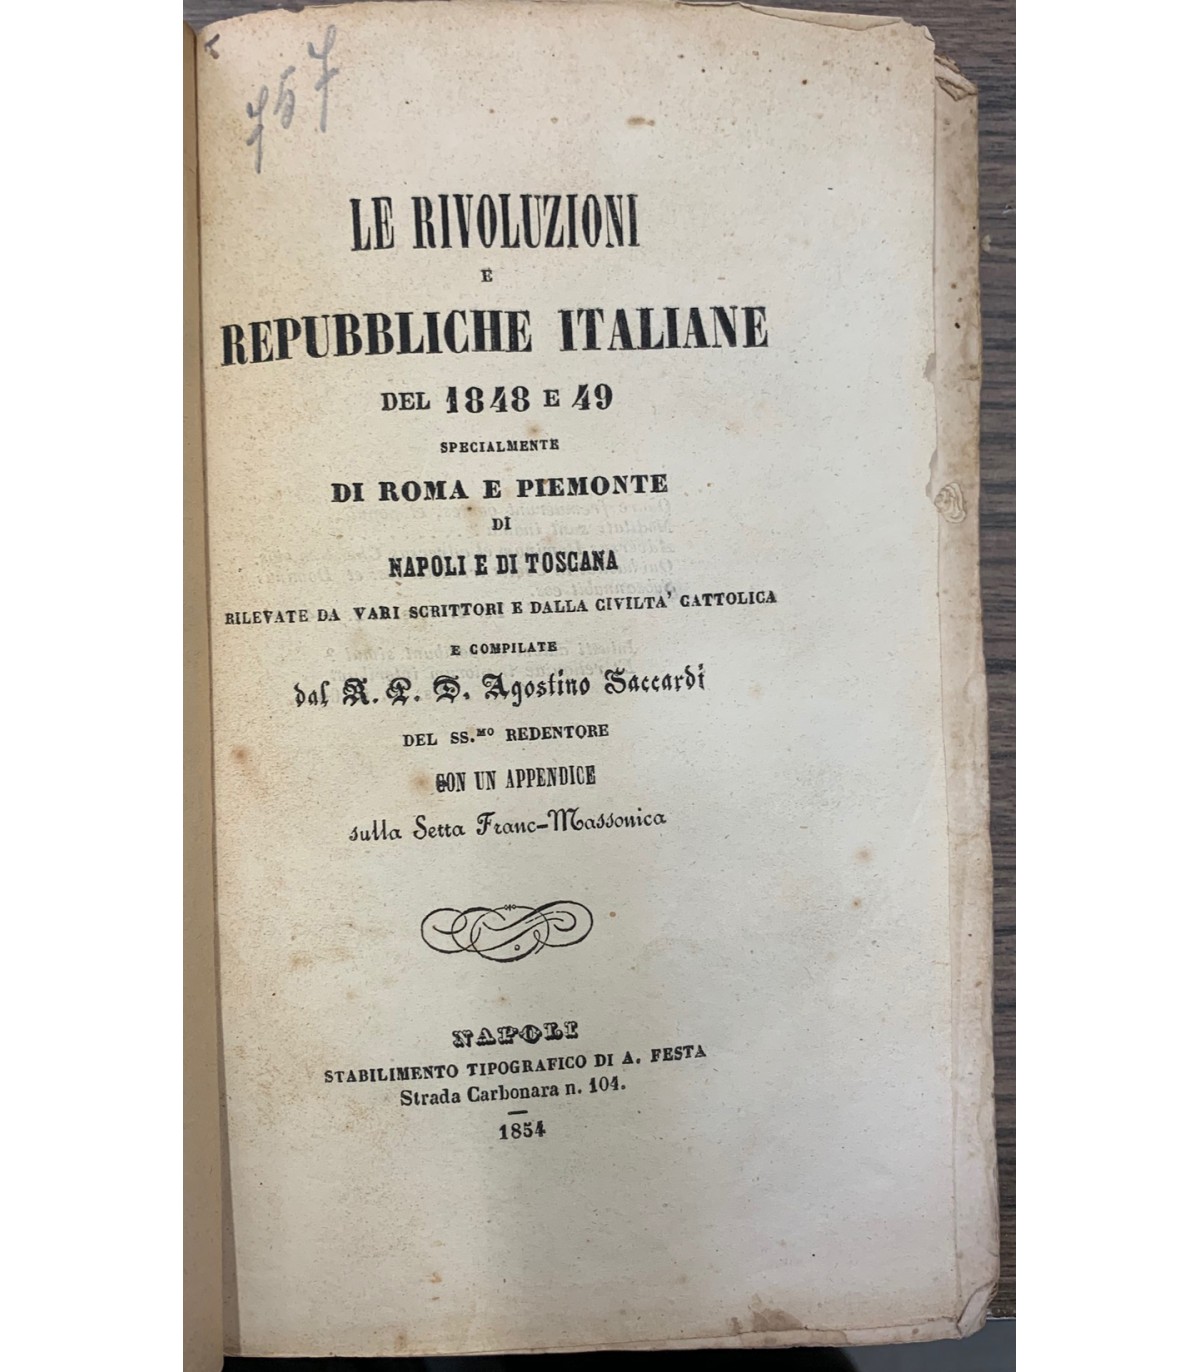 757
LE RIVOLUZIONI
E
REPUBBLICHE ITALIANE
DEL 1848 E 49
SPECIALMENTE
DI ROMA E PIEMONTE
DI
NAPOLI E DI TOSCANA
RILEVATE DA VARI SCRITTORI E DALLA CIVILTA' CATTOLICA
E COMPILATE
dal R. P. D. Agostino Saccardi
DEL SS.MO REDENTORE
CON UN APPENDICE
sulla Setta Franc-Massonica
NAPOLI
STABILIMENTO TIPOGRAFICO DI A. FESTA
Strada Carbonara n. 104.
1854